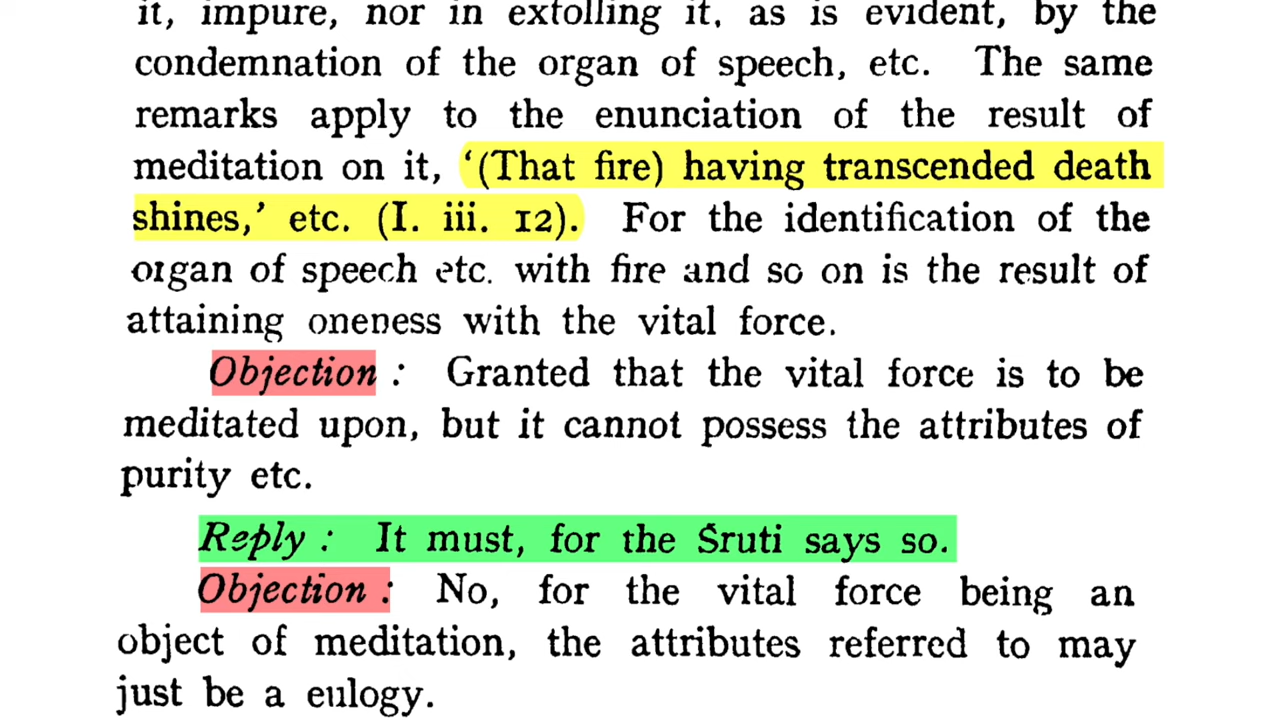 it, impure, nor in extolling it, as is evident, by the
condemnation of the organ of speech, etc. The same
remarks apply to the enunciation of the result of
meditation on it, ‘(That fire) having transcended death
shines,’ etc. (I. iii. 12). For the identification of the
organ of speech etc. with fire and so on is the result of
attaining oneness with the vital force.
Objection : Granted that the vital force is to be
meditated upon, but it cannot possess the attributes of
purity etc.
Reply : It must, for the Śruti says so.
Objection : No, for the vital force being an
object of meditation, the attributes referred to may
just be a eulogy.